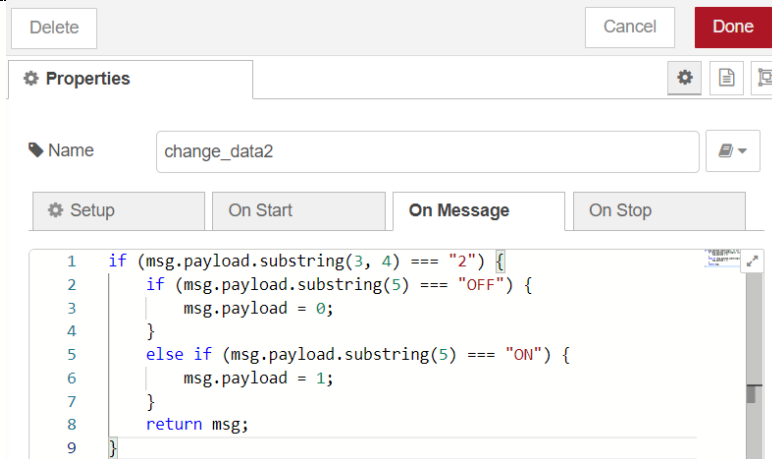 Delete
Cancel
Done
Properties
Name
change_data2
Setup
On Start
On Message
On Stop
1 if (msg.payload.substring(3, 4) === "2") {
2     if (msg.payload.substring(5) === "OFF") {
3         msg.payload = 0;
4     }
5     else if (msg.payload.substring(5) === "ON") {
6         msg.payload = 1;
7     }
8     return msg;
9 }